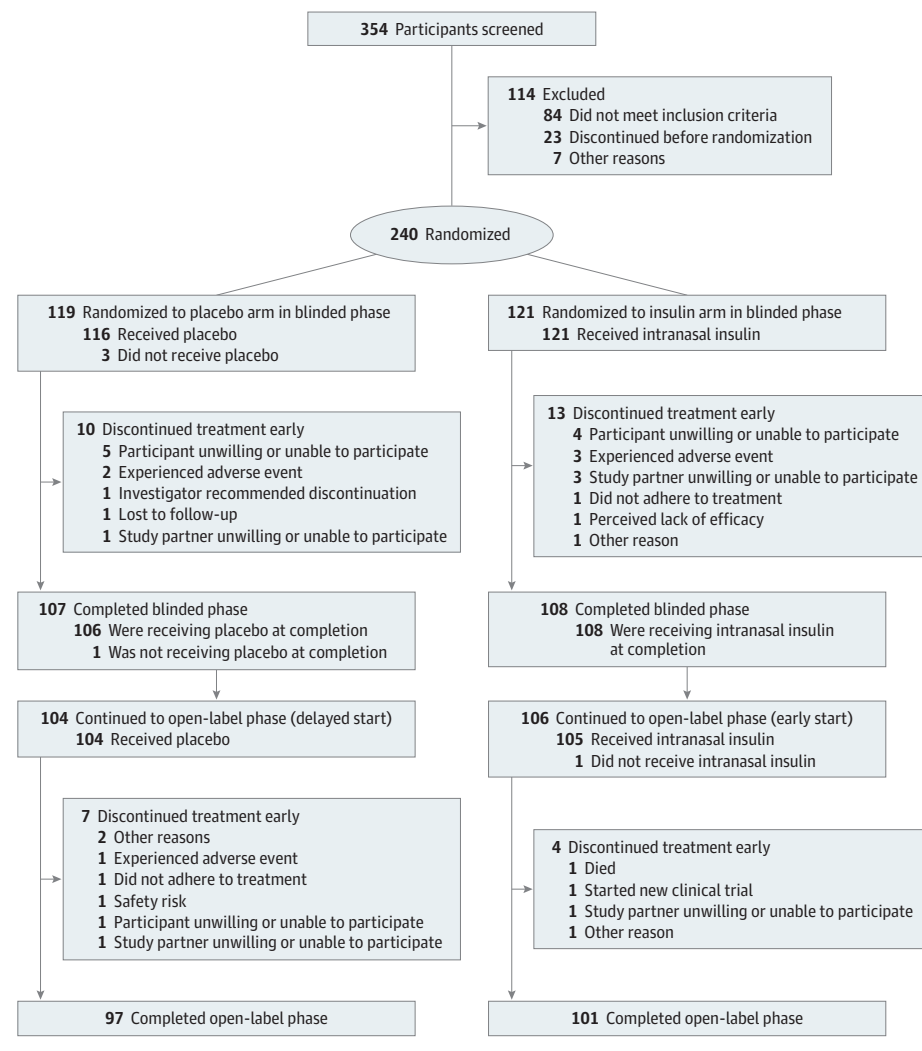 354 Participants screened
114 Excluded
84 Did not meet inclusion criteria
23 Discontinued before randomization
7 Other reasons
240 Randomized
119 Randomized to placebo arm in blinded phase
116 Received placebo
3 Did not receive placebo
121 Randomized to insulin arm in blinded phase
121 Received intranasal insulin
10 Discontinued treatment early
5 Participant unwilling or unable to participate
2 Experienced adverse event
1 Investigator recommended discontinuation
1 Lost to follow-up
1 Study partner unwilling or unable to participate
13 Discontinued treatment early
4 Participant unwilling or unable to participate
3 Experienced adverse event
3 Study partner unwilling or unable to participate
1 Did not adhere to treatment
1 Perceived lack of efficacy
1 Other reason
107 Completed blinded phase
106 Were receiving placebo at completion
1 Was not receiving placebo at completion
108 Completed blinded phase
108 Were receiving intranasal insulin
at completion
104 Continued to open-label phase (delayed start)
104 Received placebo
106 Continued to open-label phase (early start)
105 Received intranasal insulin
1 Did not receive intranasal insulin
7 Discontinued treatment early
2 Other reasons
1 Experienced adverse event
1 Did not adhere to treatment
1 Safety risk
1 Participant unwilling or unable to participate
1 Study partner unwilling or unable to participate
4 Discontinued treatment early
1 Died
1 Started new clinical trial
1 Study partner unwilling or unable to participate
1 Other reason
97 Completed open-label phase
101 Completed open-label phase